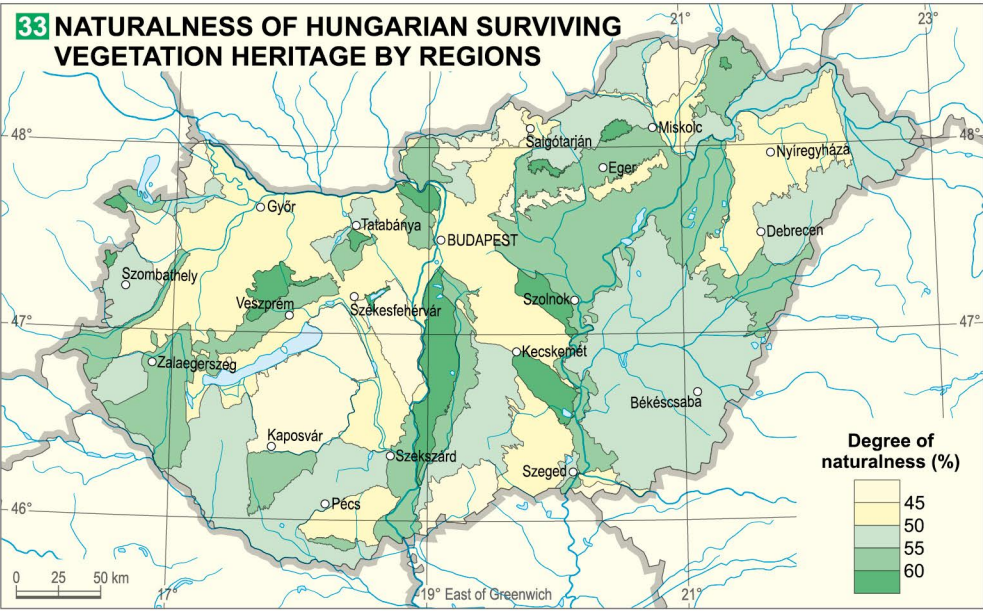 33 NATURALNESS OF HUNGARIAN SURVIVING
VEGETATION HERITAGE BY REGIONS
21°
23°
48°
48°
Salgótarján
Miskolc
Nyíregyháza
Eger
Győr
Tatabánya
BUDAPEST
Debrecen
Szombathely
Veszprém
Székesfehérvár
Szolnok
47°
47°
Zalaegerszeg
Kecskemét
Békéscsaba
Kaposvár
Szekszárd
Szeged
Pécs
46°
Degree of
naturalness (%)
45
50
55
60
0 25 50 km
17°
19° East of Greenwich
21°